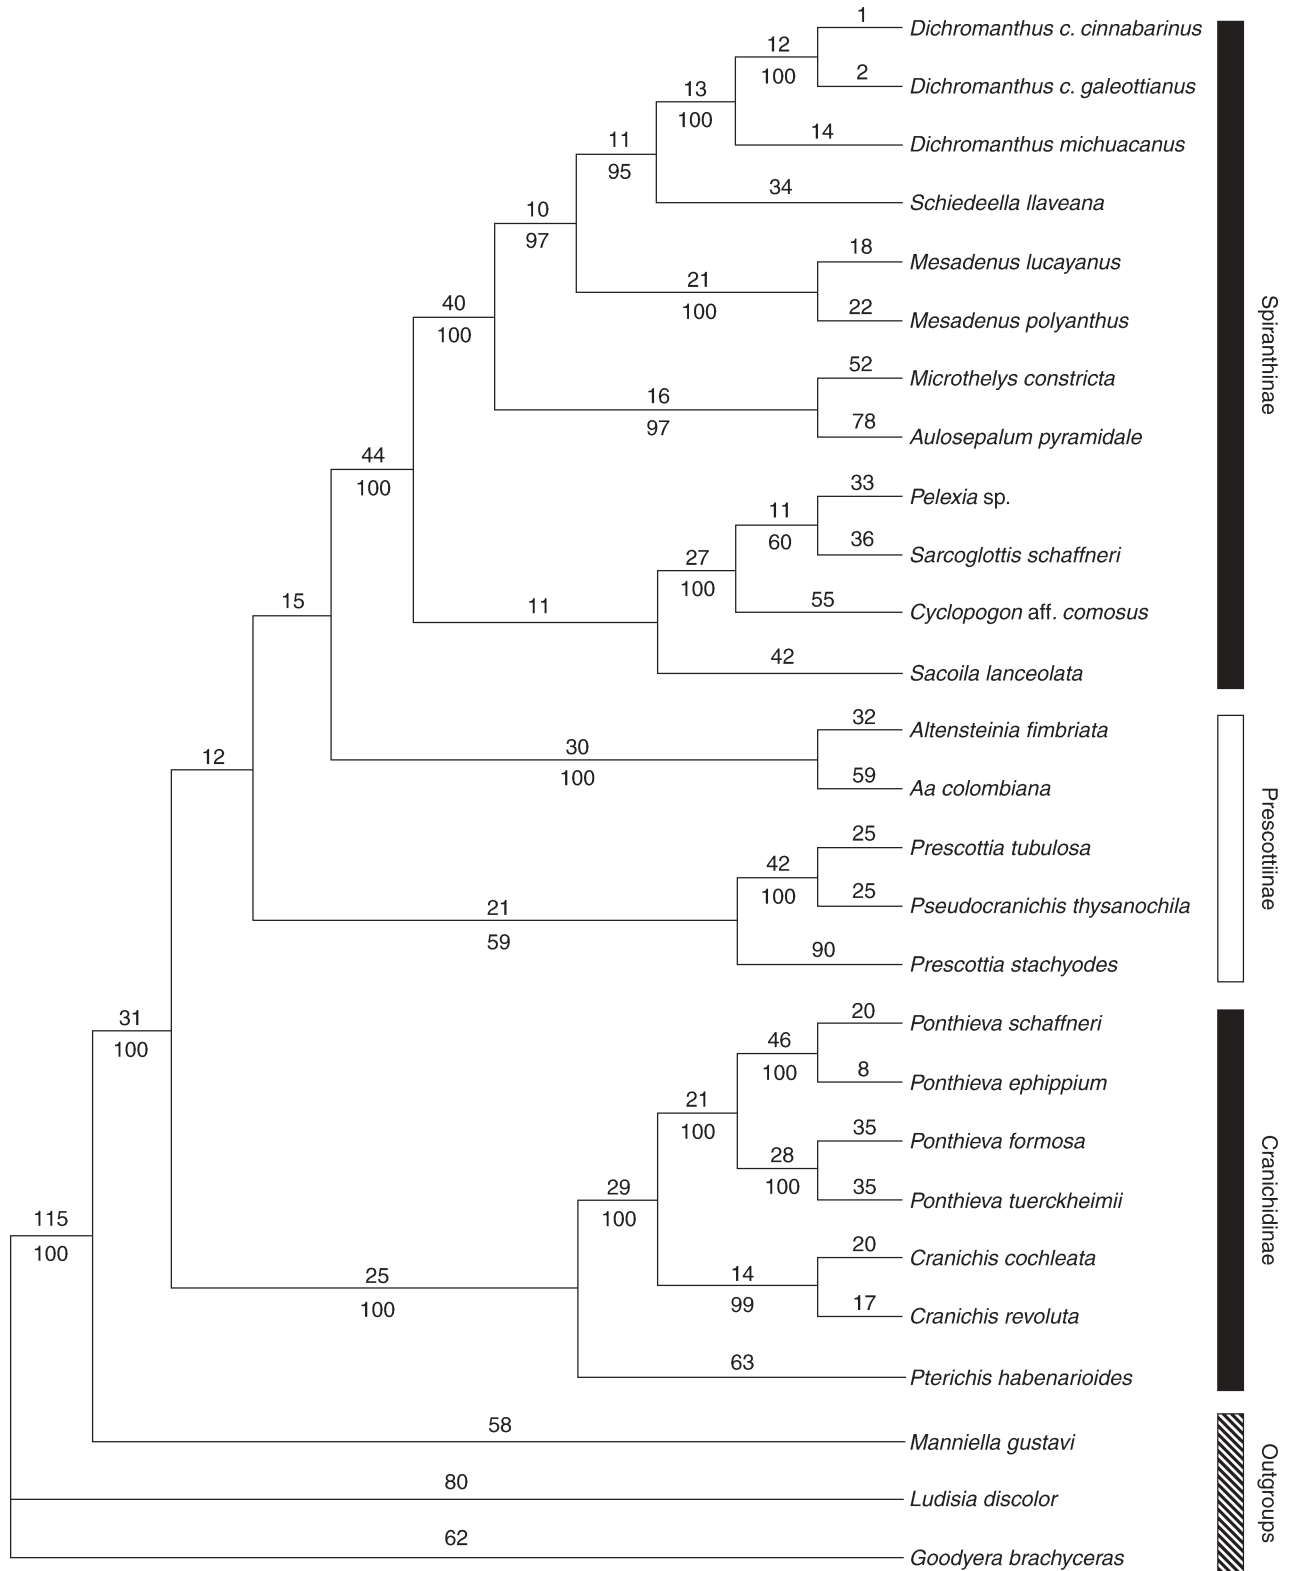 1
Dichromanthus c. cinnabarinus
12
100
2
Dichromanthus c. galeottianus
13
100
14
Dichromanthus michuacanus
11
95
34
Schiedeella llaveana
10
97
18
Mesadenus lucayanus
21
100
22
Mesadenus polyanthus
40
100
52
Microthelys constricta
16
97
78
Aulosepalum pyramidale
44
100
33
Pelexia sp.
11
60
36
Sarcoglottis schaffneri
27
100
55
Cyclopogon aff. comosus
11
42
Sacoila lanceolata
15
32
Altensteinia fimbriata
30
100
59
Aa colombiana
12
25
Prescottia tubulosa
42
100
25
Pseudocranichis thysanochila
21
59
90
Prescottia stachyodes
31
100
20
Ponthieva schaffneri
46
100
8
Ponthieva ephippium
21
100
35
Ponthieva formosa
28
100
35
Ponthieva tuerckheimii
29
100
20
Cranichis cochleata
14
99
17
Cranichis revoluta
25
100
63
Pterichis habenarioides
115
100
58
Manniella gustavi
80
Ludisia discolor
62
Goodyera brachyceras
Spiranthinae
Prescottiinae
Cranichidinae
Outgroups